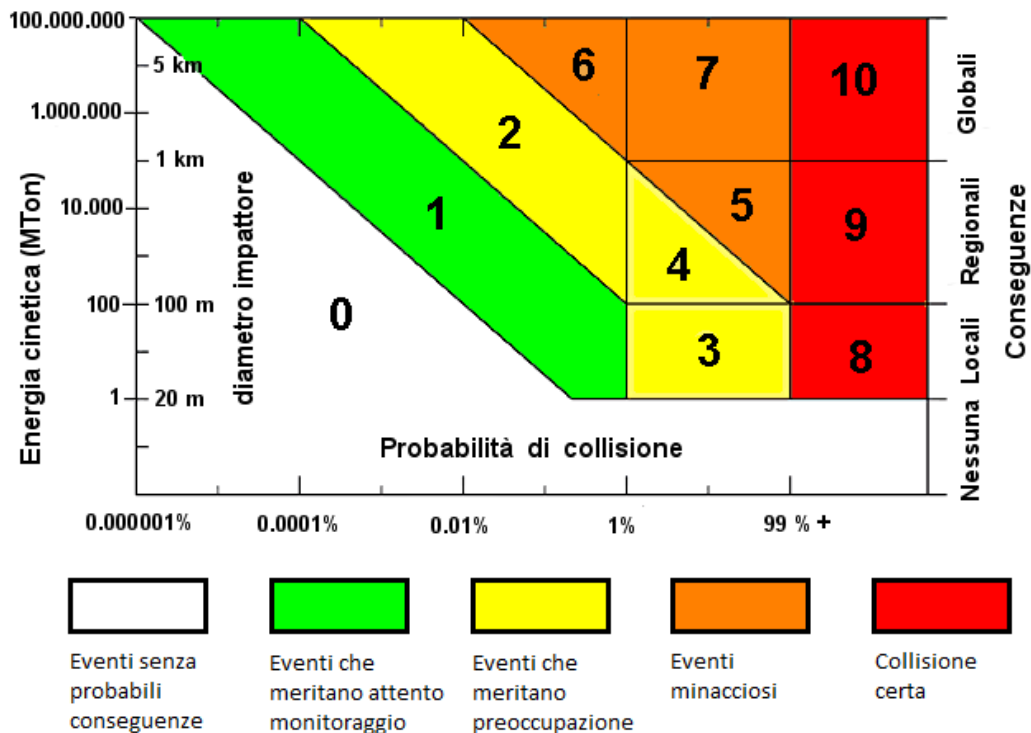 100.000.000
5 km
1.000.000
1 km
10.000
100
100 m
1
20 m
Energia cinetica (MTon)
diametro impattore
0
1
2
3
4
5
6
7
8
9
10
Globali
Regionali
Locali
Nessuna
Conseguenze
Probabilità di collisione
0.000001%
0.0001%
0.01%
1%
99 % +
Eventi senza
probabili
conseguenze
Eventi che
meritano attento
monitoraggio
Eventi che
meritano
preoccupazione
Eventi
minacciosi
Collisione
certa